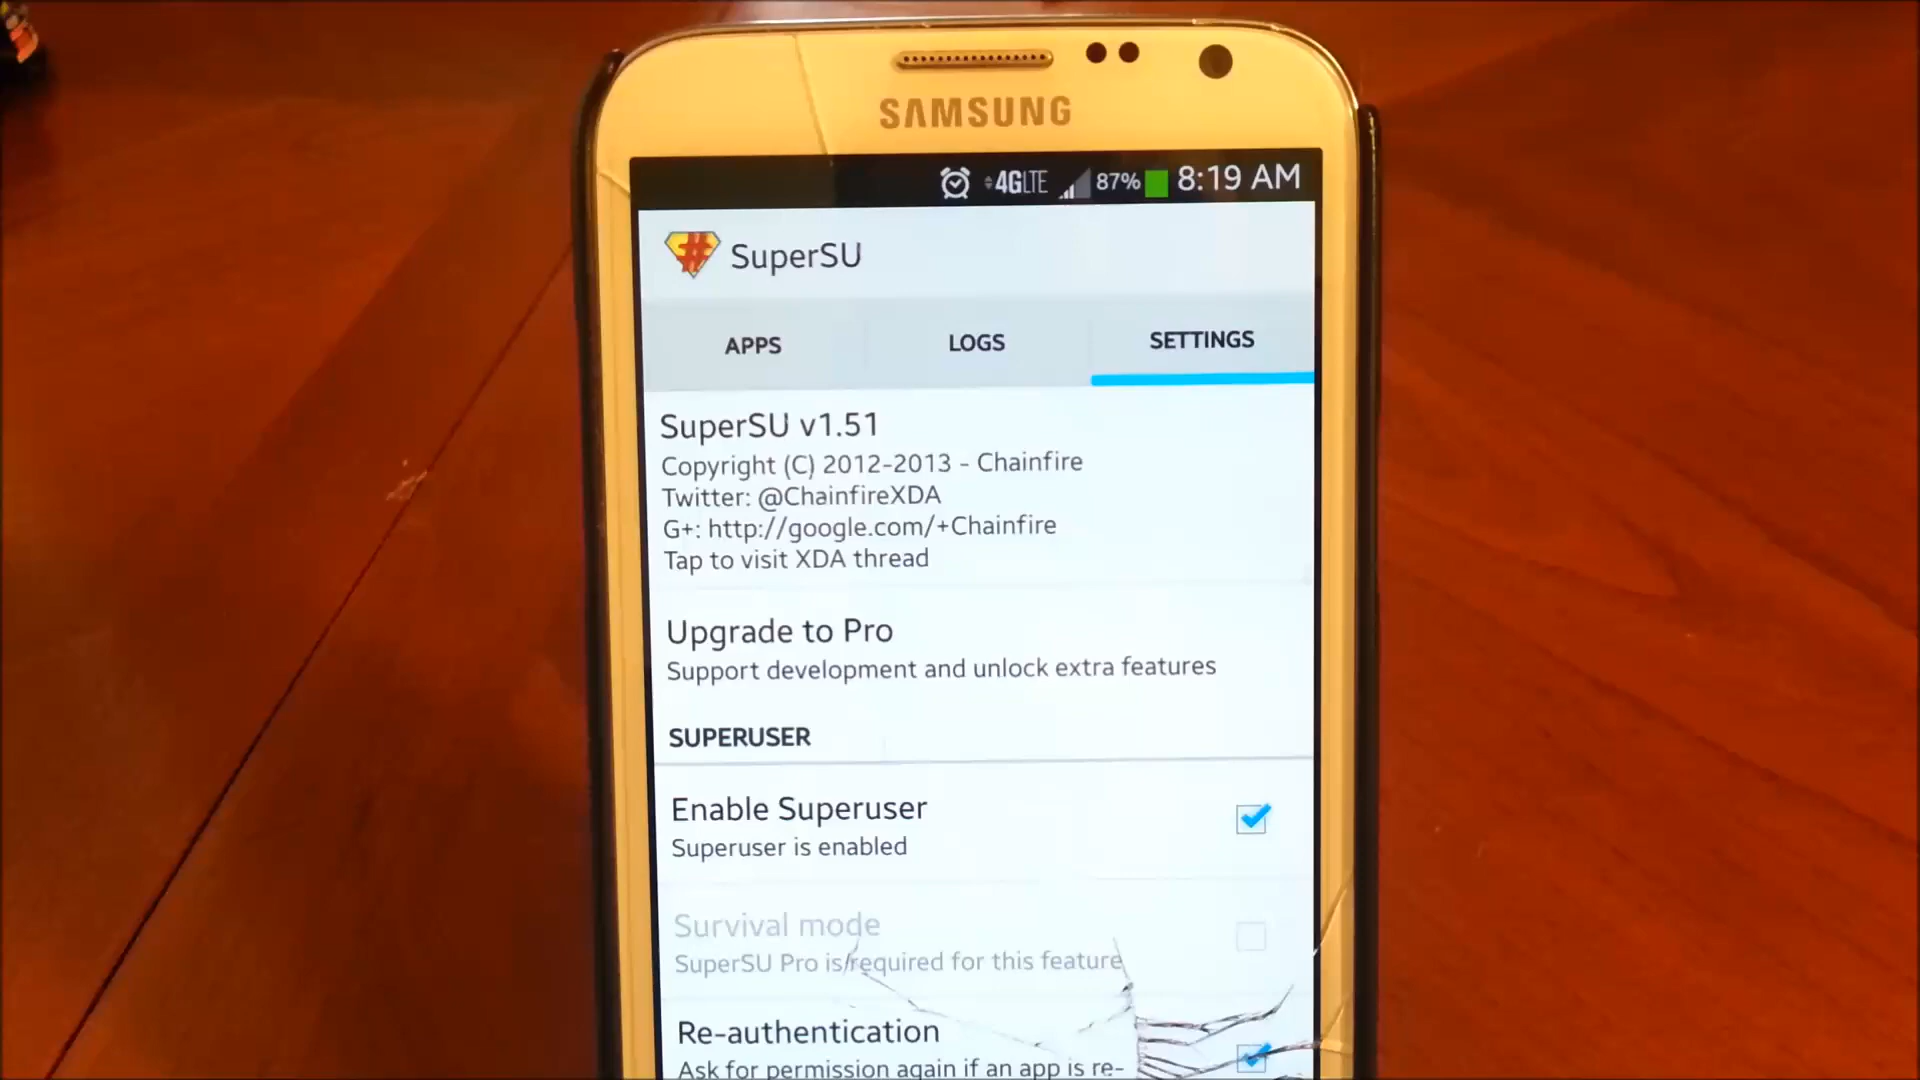 SAMSUNG
4GLTE 87% 8:19 AM
SuperSU
APPS LOGS SETTINGS
SuperSU v1.51
Copyright (C) 2012-2013 - Chainfire
Twitter: @ChainfireXDA
G+: http://google.com/+Chainfire
Tap to visit XDA thread
Upgrade to Pro
Support development and unlock extra features
SUPERUSER
Enable Superuser
Superuser is enabled
Survival mode
SuperSU Pro is required for this feature
Re-authentication
Ask for permission again if an app is re-